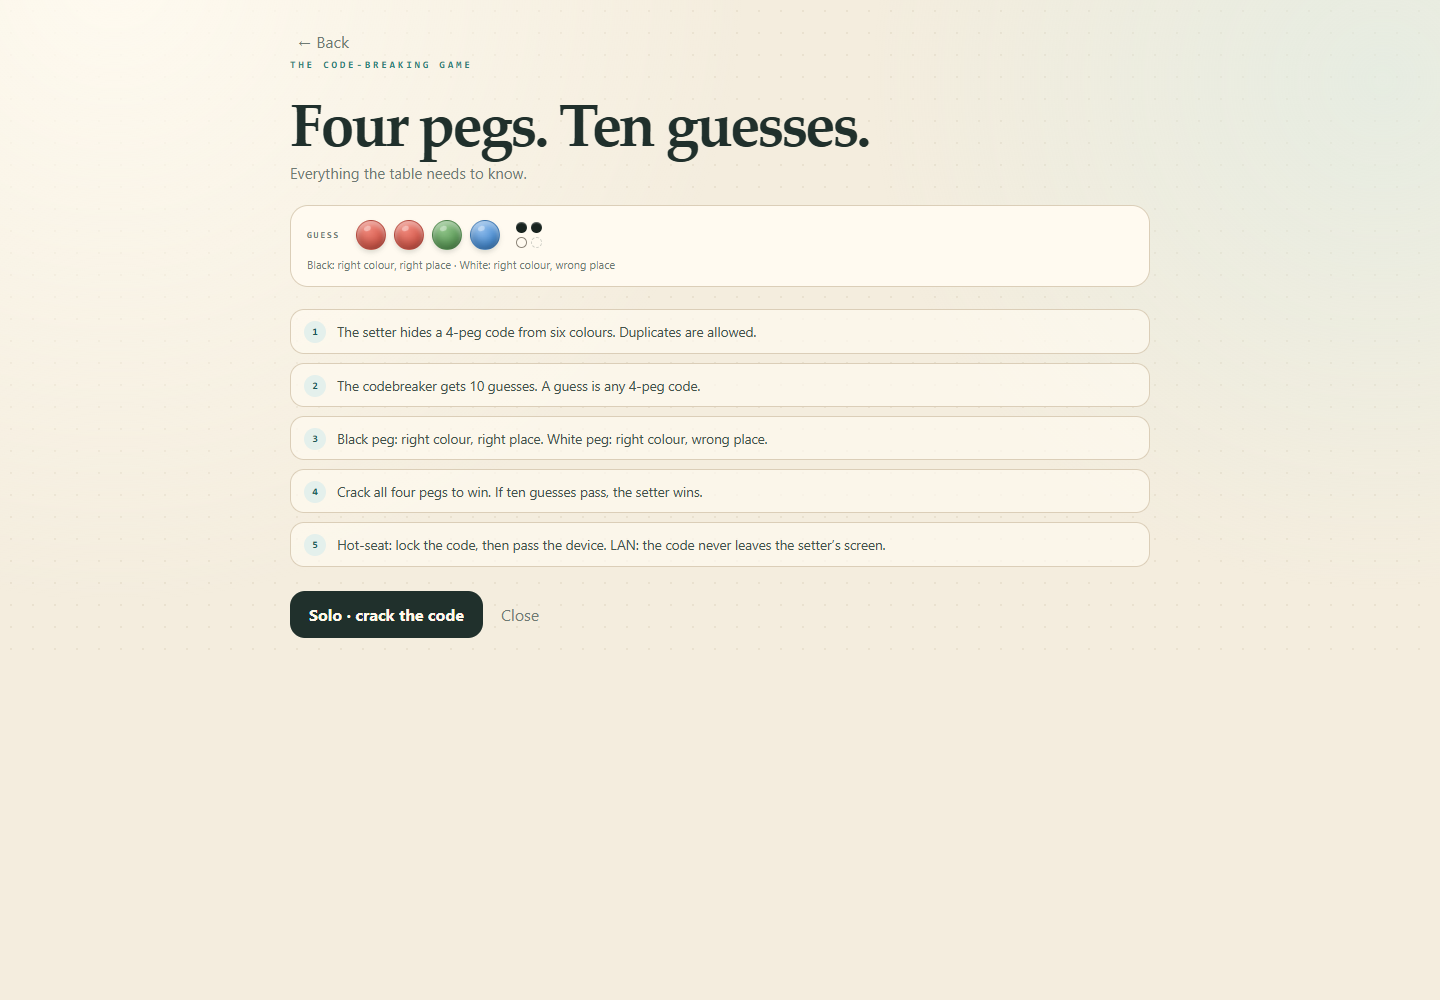 ← Back
THE CODE-BREAKING GAME
Four pegs. Ten guesses.
Everything the table needs to know.
GUESS
Black: right colour, right place · White: right colour, wrong place
1 The setter hides a 4-peg code from six colours. Duplicates are allowed.
2 The codebreaker gets 10 guesses. A guess is any 4-peg code.
3 Black peg: right colour, right place. White peg: right colour, wrong place.
4 Crack all four pegs to win. If ten guesses pass, the setter wins.
5 Hot-seat: lock the code, then pass the device. LAN: the code never leaves the setter’s screen.
Solo · crack the code Close